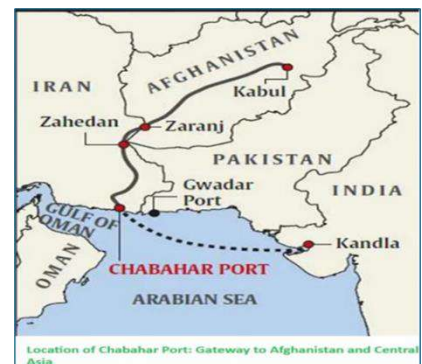 AFGHANISTAN
IRAN
Kabul
Zahedan
Zaranj
PAKISTAN
Gwadar
Port
INDIA
GULF OF
OMAN
Kandla
OMAN
CHABAHAR PORT
ARABIAN SEA
Location of Chabahar Port: Gateway to Afghanistan and Central
Asia